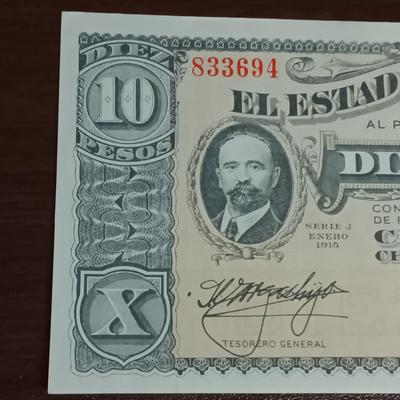 DIEZ
10
PESOS
833694
EL ESTAD
AL P
DI
CON
DE
SERIE J
ENERO
1915
C
CH
TESORERO GENERAL
X